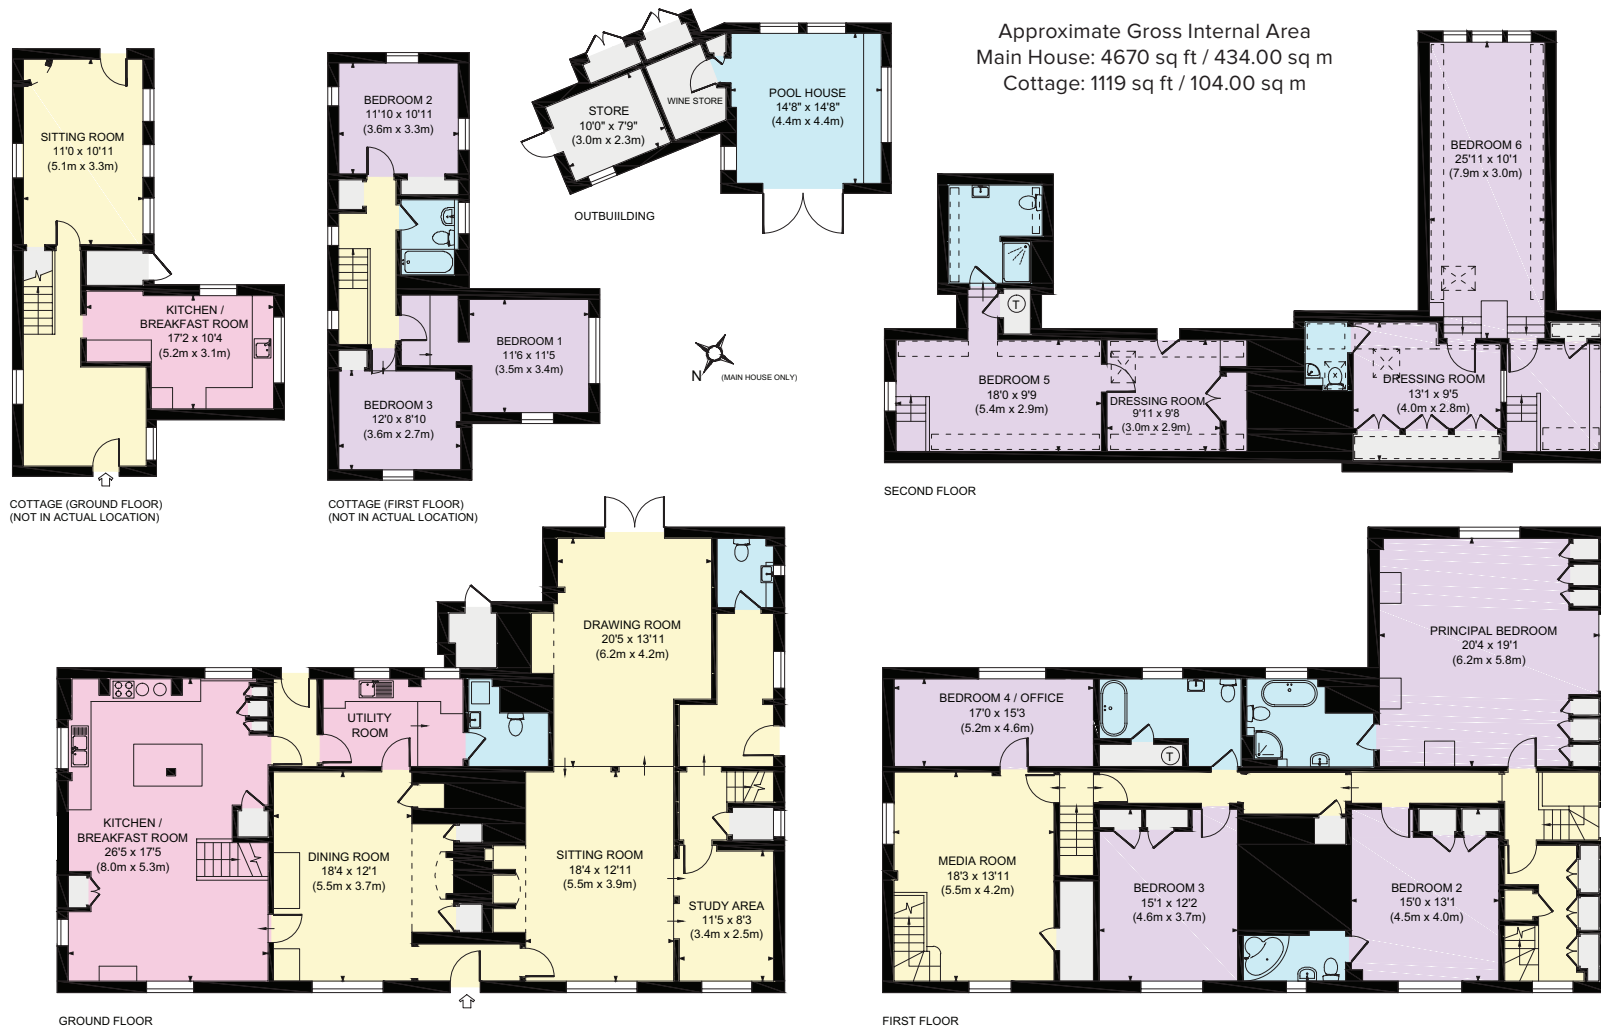 Approximate Gross Internal Area
Main House: 4670 sq ft / 434.00 sq m
Cottage: 1119 sq ft / 104.00 sq m
SITTING ROOM
11'0 x 10'11
(5.1m x 3.3m)
KITCHEN /
BREAKFAST ROOM
17'2 x 10'4
(5.2m x 3.1m)
COTTAGE (GROUND FLOOR)
(NOT IN ACTUAL LOCATION)
BEDROOM 2
11'10 x 10'11
(3.6m x 3.3m)
BEDROOM 1
11'6 x 11'5
(3.5m x 3.4m)
BEDROOM 3
12'0 x 8'10
(3.6m x 2.7m)
COTTAGE (FIRST FLOOR)
(NOT IN ACTUAL LOCATION)
STORE
10'0" x 7'9"
(3.0m x 2.3m)
WINE STORE
POOL HOUSE
14'8" x 14'8"
(4.4m x 4.4m)
OUTBUIILDING
N
(MAIN HOUSE ONLY)
T
BEDROOM 5
18'0 x 9'9
(5.4m x 2.9m)
DRESSING ROOM
9'11 x 9'8
(3.0m x 2.9m)
BEDROOM 6
25'11 x 10'1
(7.9m x 3.0m)
DRESSING ROOM
13'1 x 9'5
(4.0m x 2.8m)
SECOND FLOOR
DRAWING ROOM
20'5 x 13'11
(6.2m x 4.2m)
UTILITY
ROOM
KITCHEN /
BREAKFAST ROOM
26'5 x 17'5
(8.0m x 5.3m)
DINING ROOM
18'4 x 12'1
(5.5m x 3.7m)
SITTING ROOM
18'4 x 12'11
(5.5m x 3.9m)
STUDY AREA
11'5 x 8'3
(3.4m x 2.5m)
GROUND FLOOR
PRINCIPAL BEDROOM
20'4 x 19'1
(6.2m x 5.8m)
BEDROOM 4 / OFFICE
17'0 x 15'3
(5.2m x 4.6m)
T
MEDIA ROOM
18'3 x 13'11
(5.5m x 4.2m)
BEDROOM 3
15'1 x 12'2
(4.6m x 3.7m)
BEDROOM 2
15'0 x 13'1
(4.5m x 4.0m)
FIRST FLOOR